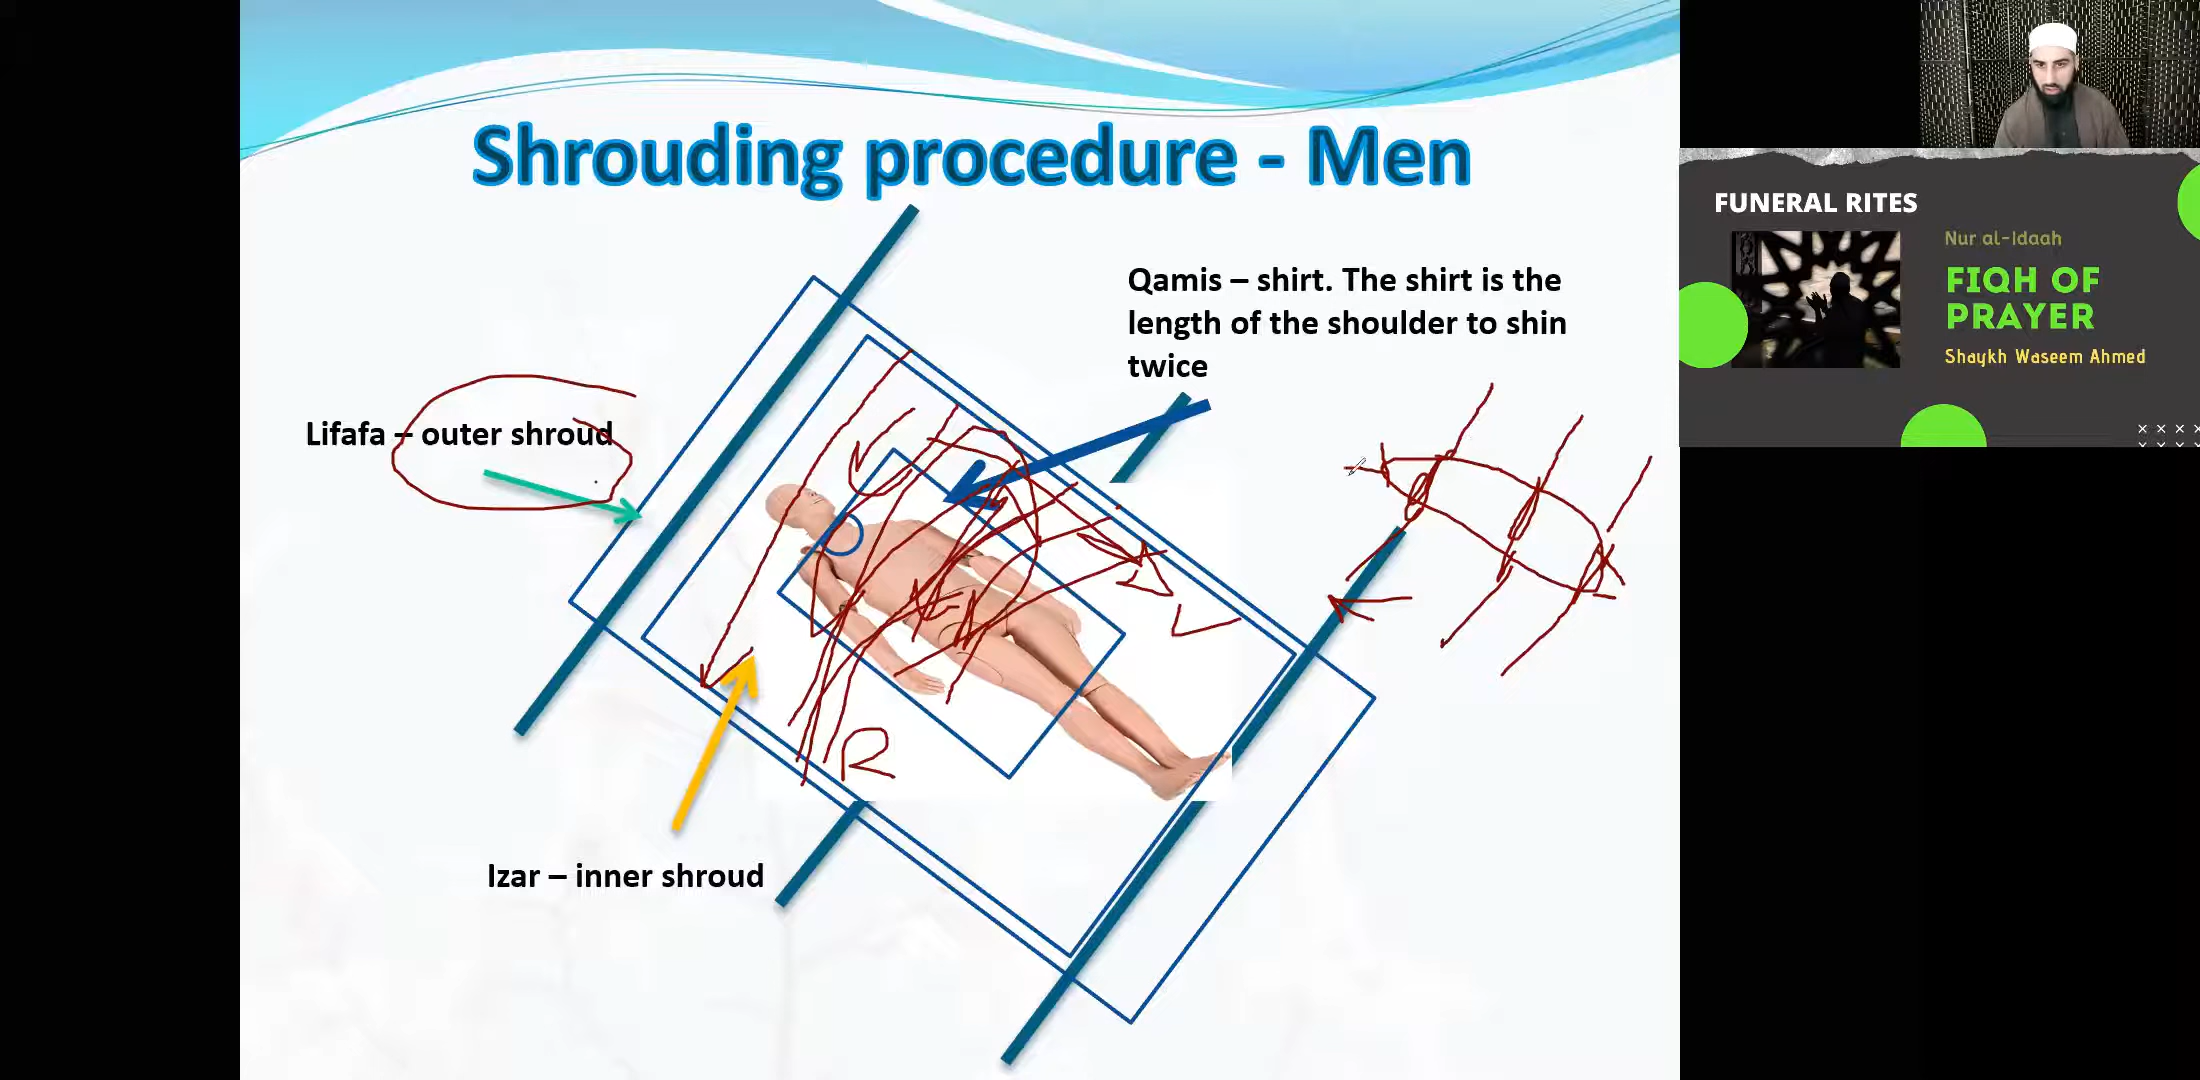 Shrouding procedure - Men
Qamis – shirt. The shirt is the
length of the shoulder to shin
twice
Lifafa – outer shroud
Izar – inner shroud
R
FUNERAL RITES
Nur al-Idaah
FIQH OF
PRAYER
Shaykh Waseem Ahmed